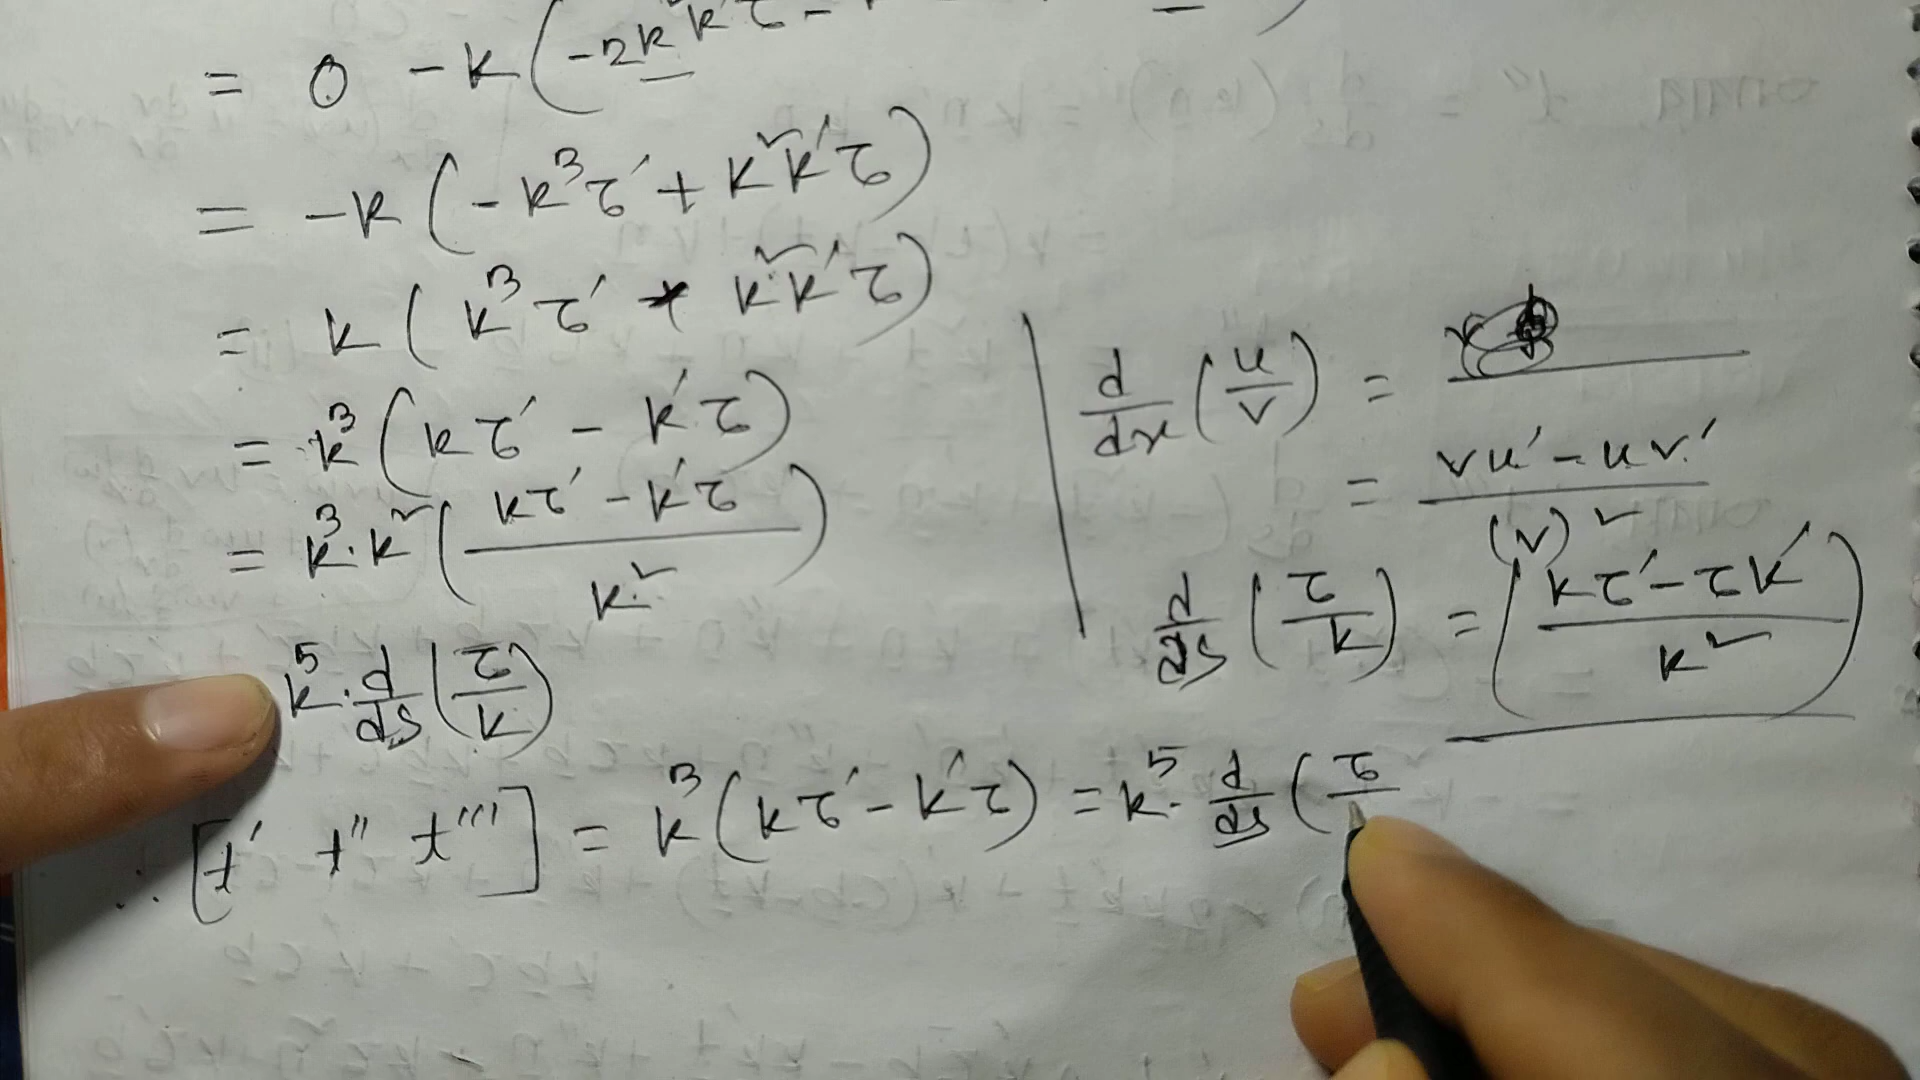 = 0 - k(-2k² k'τ -
= -k(-k³τ' + k²k'τ)
= k(k³τ' - k²k'τ)
= k³(kτ' - k'τ)
= k³·k²((kτ' - k'τ)/k²)
k⁵·d/ds(τ/k)
∴ [t' t'' t'''] = k³(kτ' - k'τ) = k⁵·d/ds(τ/
d/dx(u/v) =
= (vu' - uv')/(v)²
d/ds(τ/k) = ((kτ' - τk')/k²)